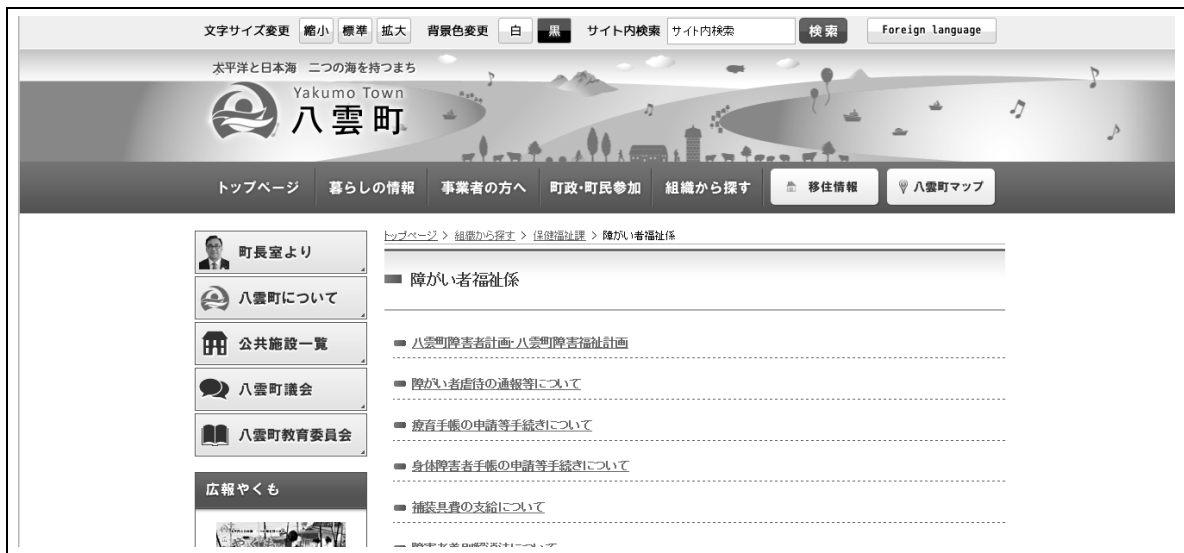 文字サイズ変更 縮小 標準 拡大 背景色変更 白 黒 サイト内検索 サイト内検索 検索 Foreign language
太平洋と日本海 二つの海を持つまち
Yakumo Town
八雲町
トップページ 暮らしの情報 事業者の方へ 町政・町民参加 組織から探す 移住情報 八雲町マップ
トップページ > 組織から探す > 保健福祉課 > 障がい者福祉係
町長室より
八雲町について
公共施設一覧
八雲町議会
八雲町教育委員会
広報やくも
障がい者福祉係
八雲町障害者計画・八雲町障害福祉計画
障がい者虐待の通報等について
療育手帳の申請等手続きについて
身体障害者手帳の申請等手続きについて
補装具費の支給について
障害者差別解消法について